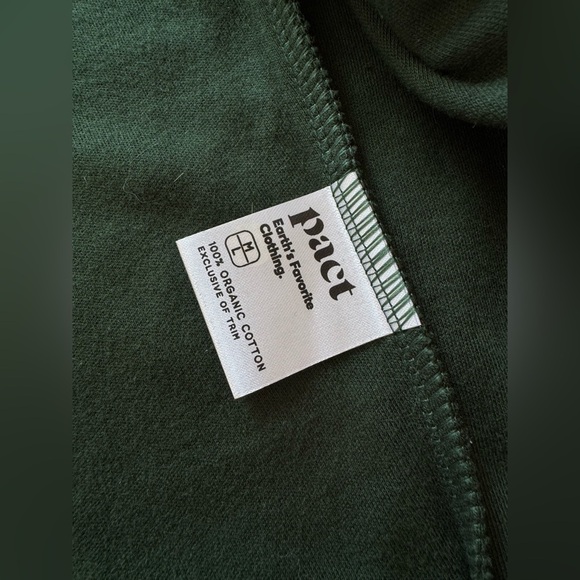 pact
Earth's Favorite
Clothing.
M
L
100% ORGANIC COTTON
EXCLUSIVE OF TRIM